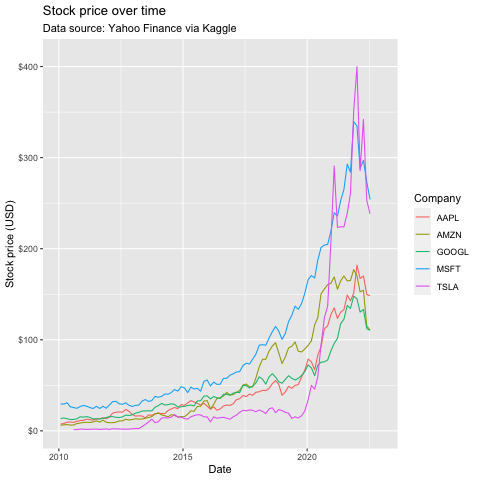 Stock price over time
Data source: Yahoo Finance via Kaggle
$400
$300
$200
$100
$0
Stock price (USD)
2010
2015
2020
Date
Company
AAPL
AMZN
GOOGL
MSFT
TSLA